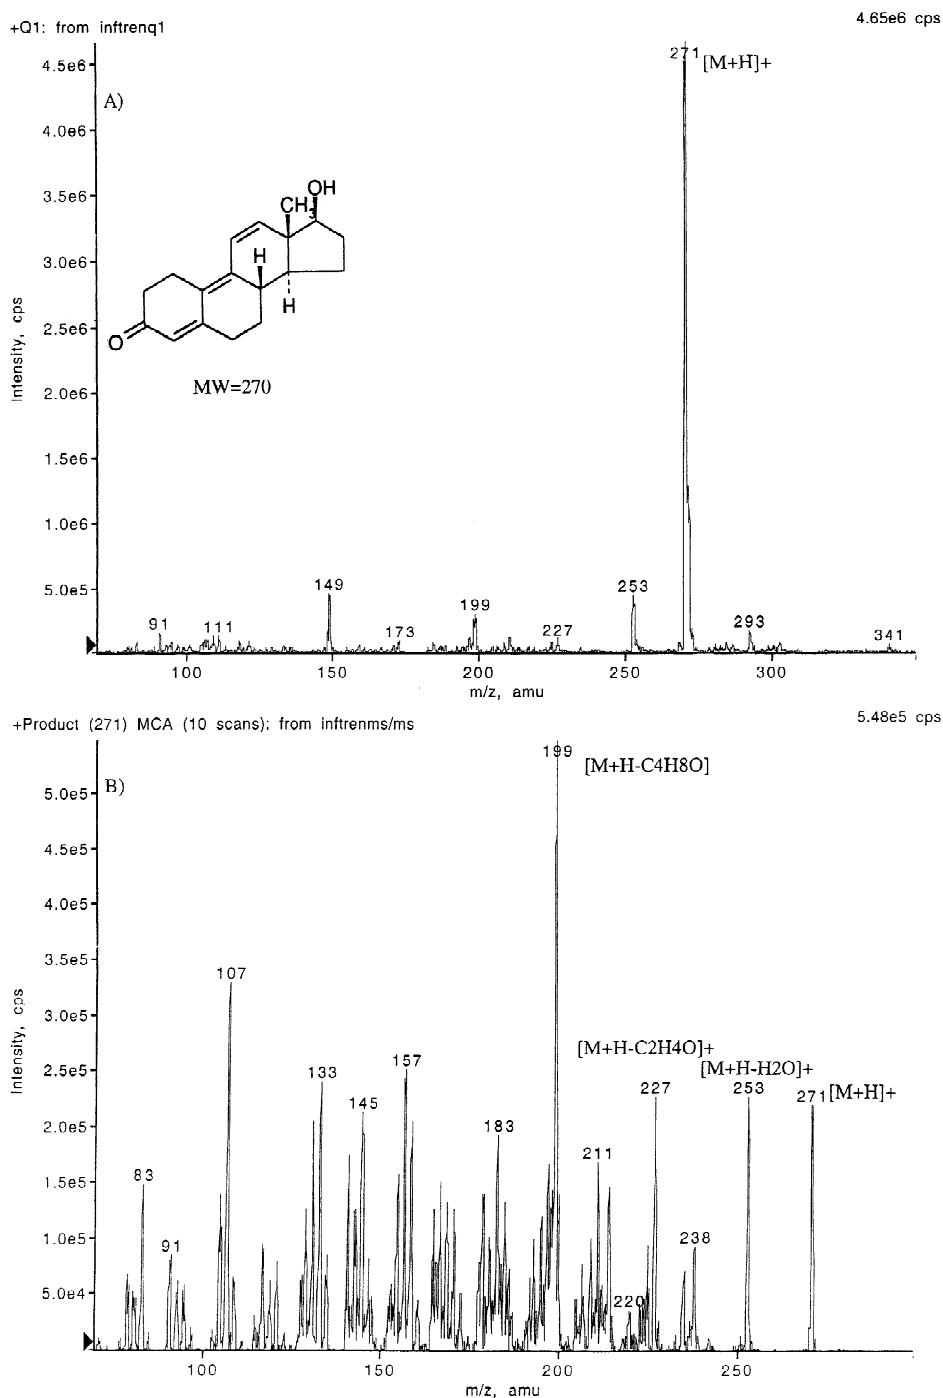 +Q1: from inftrenq1
4.65e6 cps
271 [M+H]+
4.5e6
A)
4.0e6
OH
3.5e6
CH3
H
3.0e6
H
Intensity, cps
2.5e6
O
MW=270
2.0e6
1.5e6
1.0e6
5.0e5
149
253
199
91
111
173
227
293
341
100
150
200
250
300
m/z, amu
+Product (271) MCA (10 scans): from inftrenms/ms
5.48e5 cps
199 [M+H-C4H8O]
B)
5.0e5
4.5e5
4.0e5
3.5e5
107
Intensity, cps
3.0e5
[M+H-C2H4O]+
2.5e5
157
[M+H-H2O]+
133
227
253
271 [M+H]+
145
2.0e5
183
211
83
1.5e5
91
238
1.0e5
220
5.0e4
100
150
200
250
m/z, amu